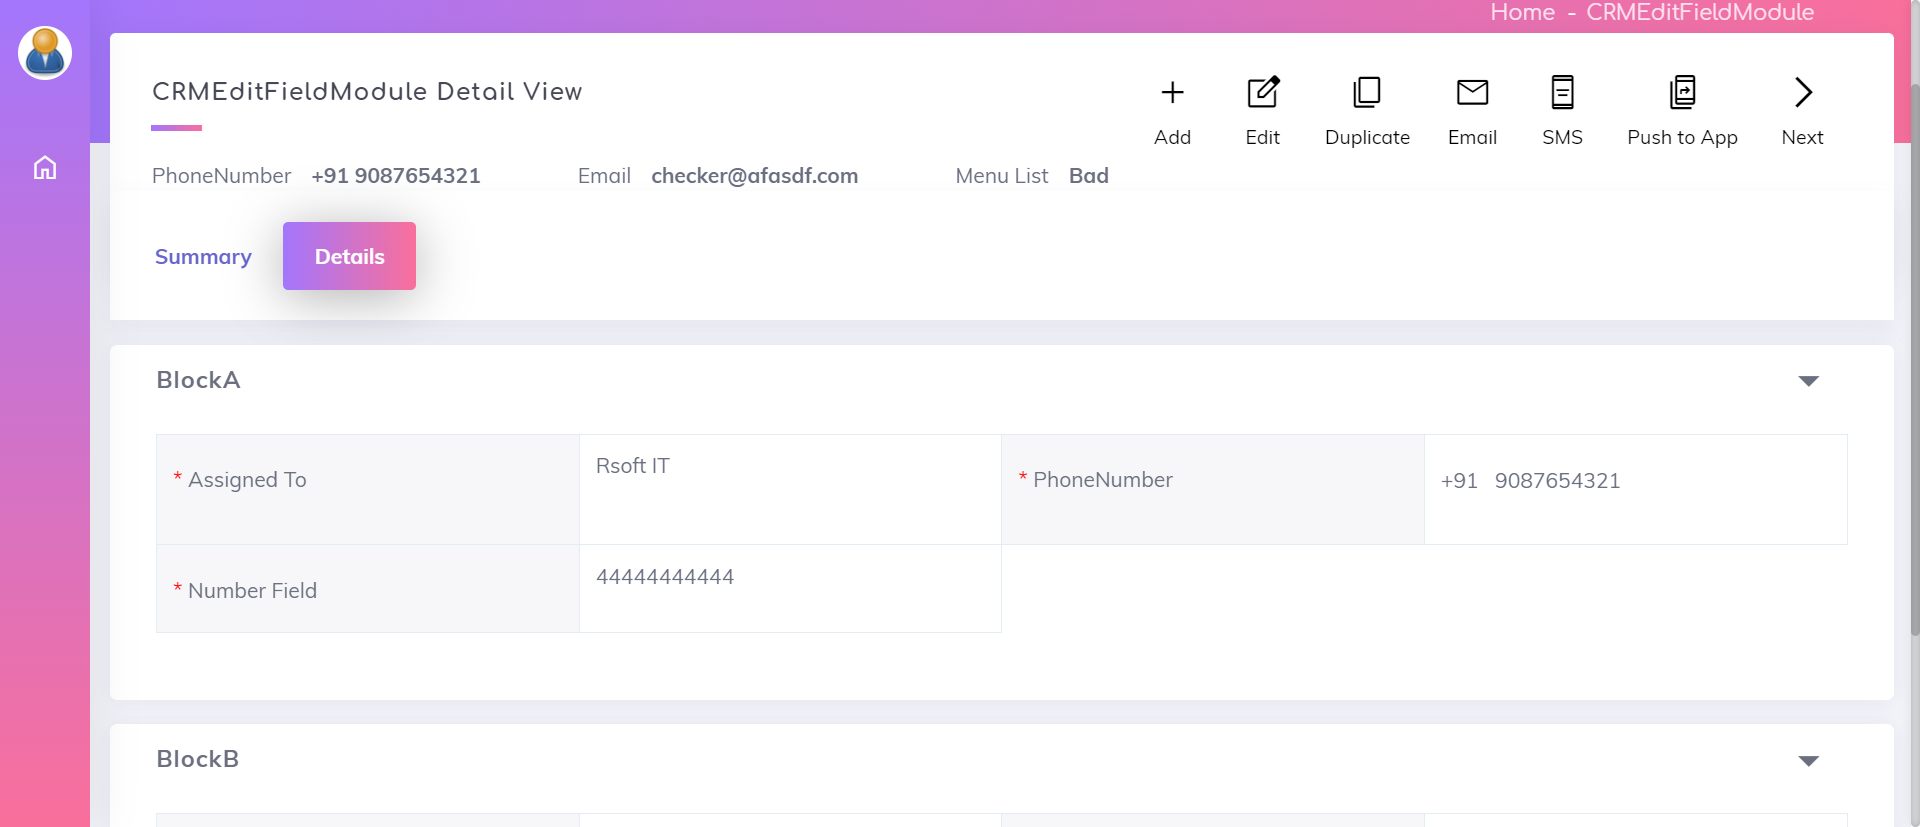 Home - CRMEditFieldModule
CRMEditFieldModule Detail View
Add Edit Duplicate Email SMS Push to App Next
PhoneNumber +91 9087654321 Email checker@afasdf.com Menu List Bad
Summary Details
BlockA
* Assigned To Rsoft IT * PhoneNumber +91 9087654321
* Number Field 44444444444
BlockB